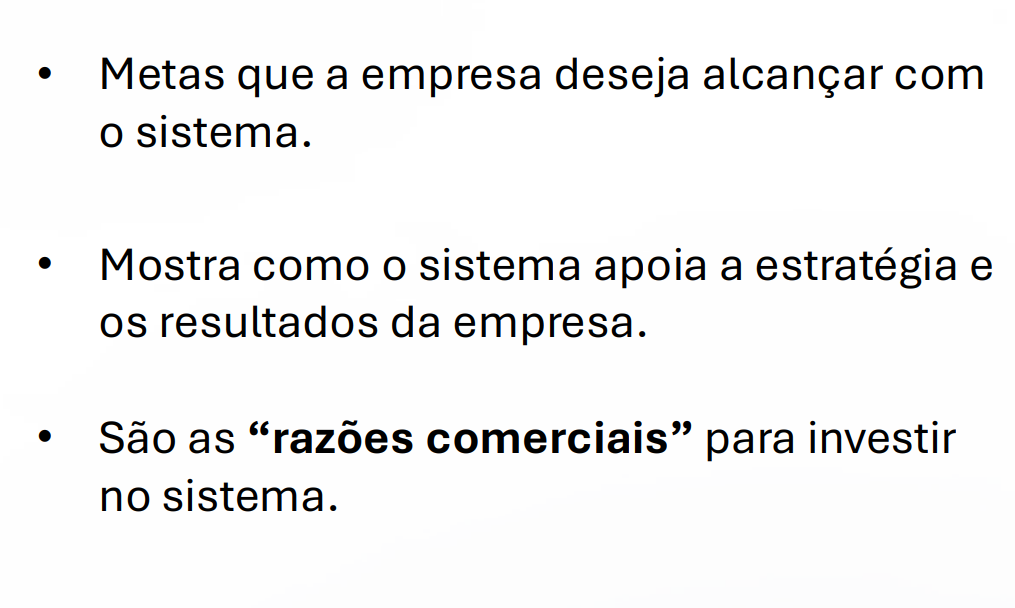 • Metas que a empresa deseja alcançar com
o sistema.
• Mostra como o sistema apoia a estratégia e
os resultados da empresa.
• São as “razões comerciais” para investir
no sistema.